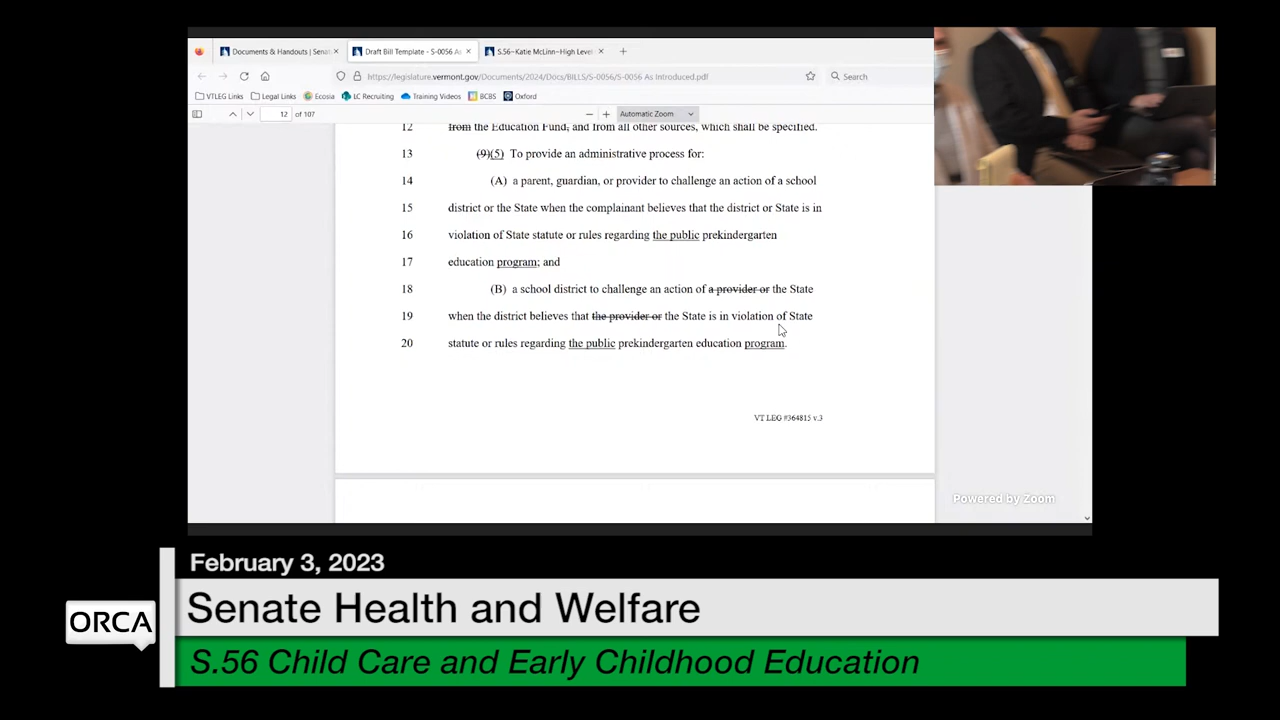 Documents & Handouts | Senat
Draft Bill Template - S-0056 As
S.56~Katie McLinn~High Level
https://legislature.vermont.gov/Documents/2024/Docs/BILLS/S-0056/S-0056 As Introduced.pdf
Search
VTLEG Links
Legal Links
Ecosia
LC Recruiting
Training Videos
BCBS
Oxford
12 of 107
Automatic Zoom
12 from the Education Fund, and from all other sources, which shall be specified.
13 (9)(5) To provide an administrative process for:
14 (A) a parent, guardian, or provider to challenge an action of a school
15 district or the State when the complainant believes that the district or State is in
16 violation of State statute or rules regarding the public prekindergarten
17 education program; and
18 (B) a school district to challenge an action of a provider or the State
19 when the district believes that the provider or the State is in violation of State
20 statute or rules regarding the public prekindergarten education program.
VT LEG #364815 v.3
Powered by Zoom
February 3, 2023
ORCA
Senate Health and Welfare
S.56 Child Care and Early Childhood Education